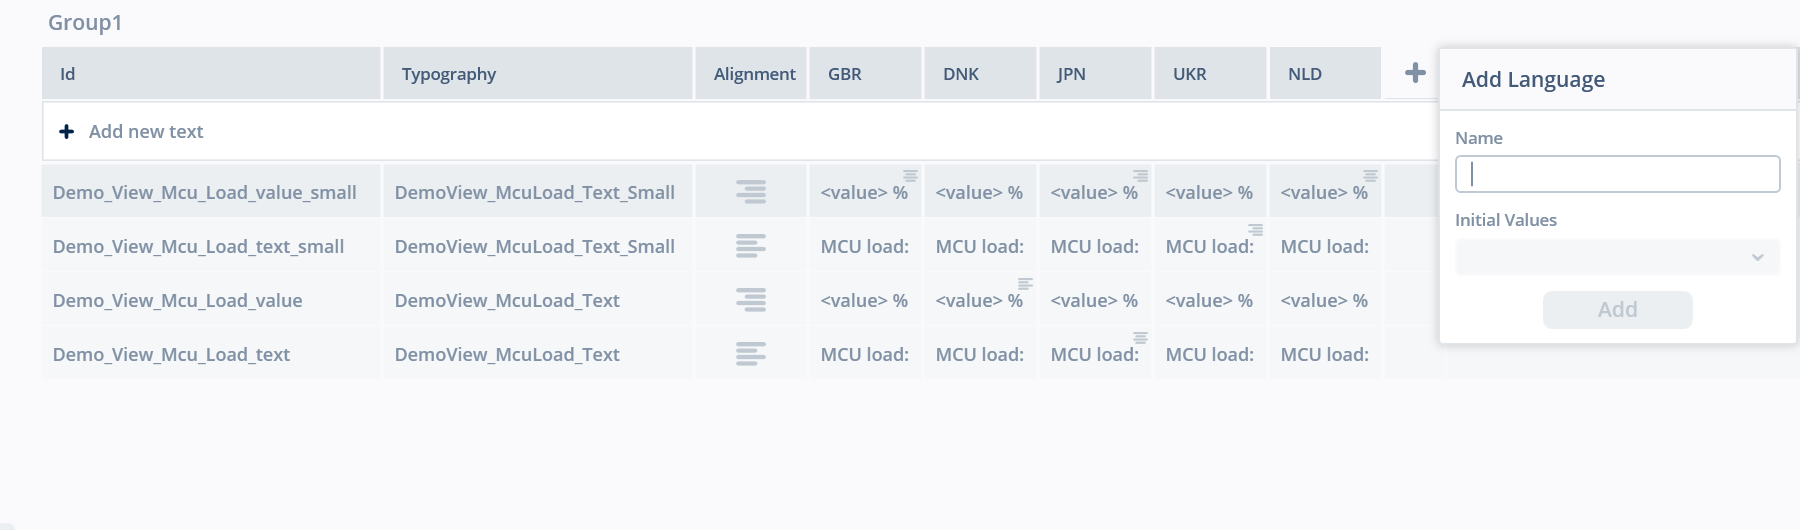 Group1
Id Typography Alignment GBR DNK JPN UKR NLD
Add new text
Demo_View_Mcu_Load_value_small DemoView_McuLoad_Text_Small <value> % <value> % <value> % <value> % <value> %
Demo_View_Mcu_Load_text_small DemoView_McuLoad_Text_Small MCU load: MCU load: MCU load: MCU load: MCU load:
Demo_View_Mcu_Load_value DemoView_McuLoad_Text <value> % <value> % <value> % <value> % <value> %
Demo_View_Mcu_Load_text DemoView_McuLoad_Text MCU load: MCU load: MCU load: MCU load: MCU load:
Add Language
Name
Initial Values
Add